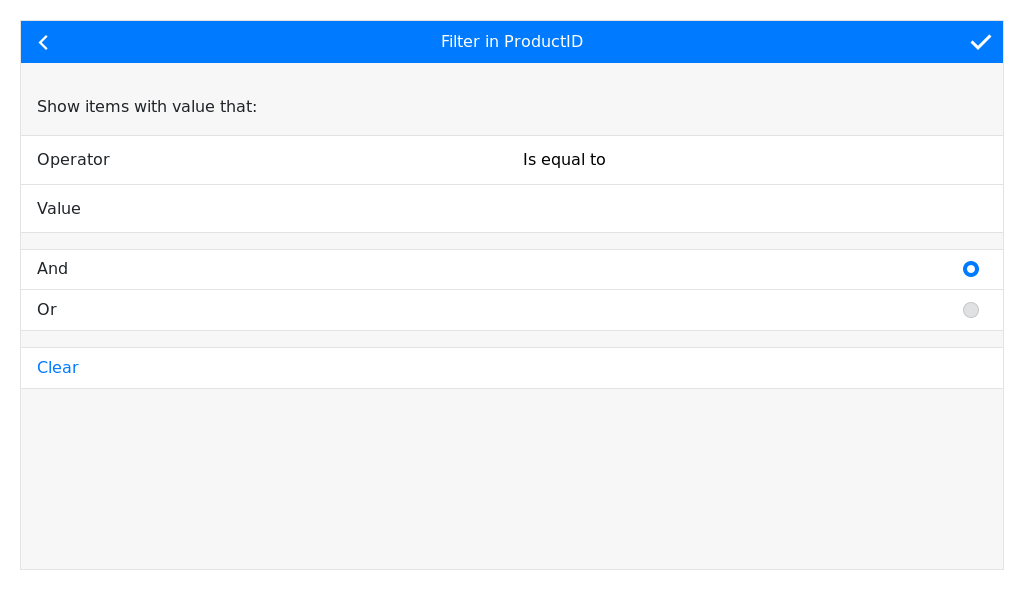 Filter in ProductID
Show items with value that:
Operator Is equal to
Value
And
Or
Clear